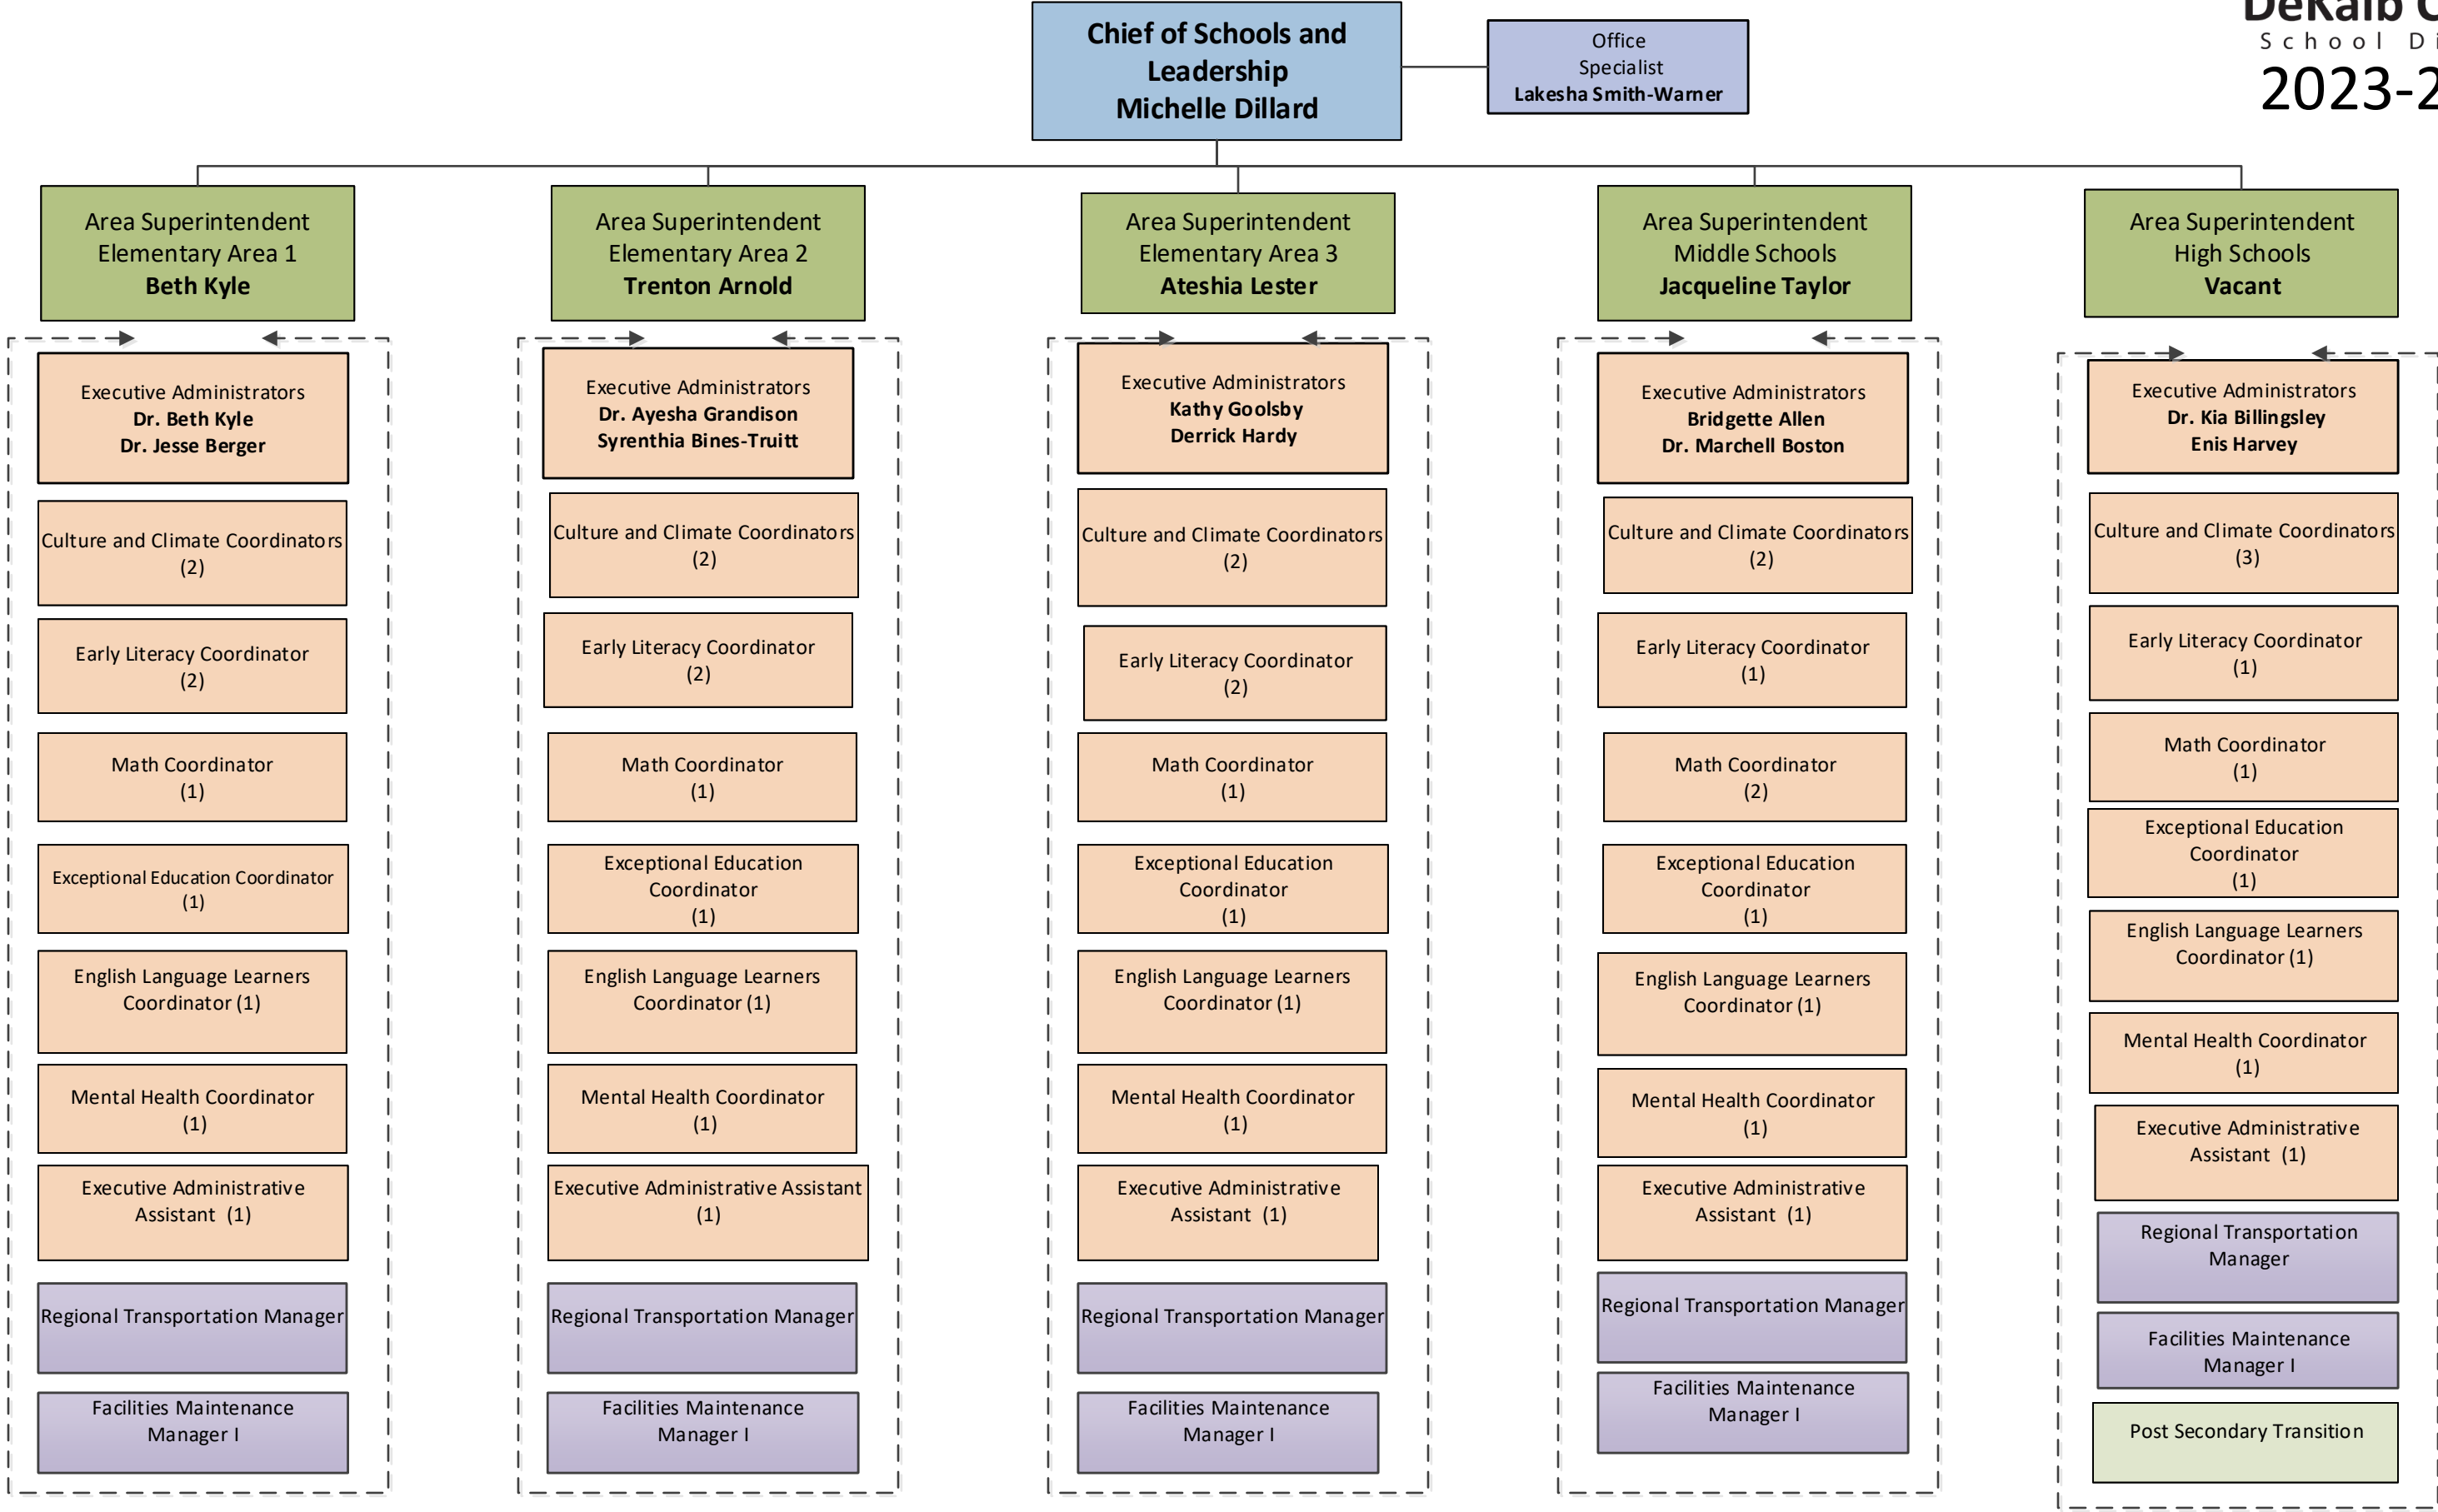 Chief of Schools and
Leadership
Michelle Dillard
Office
Specialist
Lakesha Smith-Warner
DeKalb C
School Di
2023-2
Area Superintendent
Elementary Area 1
Beth Kyle
Area Superintendent
Elementary Area 2
Trenton Arnold
Area Superintendent
Elementary Area 3
Ateshia Lester
Area Superintendent
Middle Schools
Jacqueline Taylor
Area Superintendent
High Schools
Vacant
Executive Administrators
Dr. Beth Kyle
Dr. Jesse Berger
Culture and Climate Coordinators
(2)
Early Literacy Coordinator
(2)
Math Coordinator
(1)
Exceptional Education Coordinator
(1)
English Language Learners
Coordinator (1)
Mental Health Coordinator
(1)
Executive Administrative
Assistant (1)
Regional Transportation Manager
Facilities Maintenance
Manager I
Executive Administrators
Dr. Ayesha Grandison
Syrenthia Bines-Truitt
Culture and Climate Coordinators
(2)
Early Literacy Coordinator
(2)
Math Coordinator
(1)
Exceptional Education
Coordinator
(1)
English Language Learners
Coordinator (1)
Mental Health Coordinator
(1)
Executive Administrative Assistant
(1)
Regional Transportation Manager
Facilities Maintenance
Manager I
Executive Administrators
Kathy Goolsby
Derrick Hardy
Culture and Climate Coordinators
(2)
Early Literacy Coordinator
(2)
Math Coordinator
(1)
Exceptional Education
Coordinator
(1)
English Language Learners
Coordinator (1)
Mental Health Coordinator
(1)
Executive Administrative
Assistant (1)
Regional Transportation Manager
Facilities Maintenance
Manager I
Executive Administrators
Bridgette Allen
Dr. Marchell Boston
Culture and Climate Coordinators
(2)
Early Literacy Coordinator
(1)
Math Coordinator
(2)
Exceptional Education
Coordinator
(1)
English Language Learners
Coordinator (1)
Mental Health Coordinator
(1)
Executive Administrative
Assistant (1)
Regional Transportation Manager
Facilities Maintenance
Manager I
Executive Administrators
Dr. Kia Billingsley
Enis Harvey
Culture and Climate Coordinators
(3)
Early Literacy Coordinator
(1)
Math Coordinator
(1)
Exceptional Education
Coordinator
(1)
English Language Learners
Coordinator (1)
Mental Health Coordinator
(1)
Executive Administrative
Assistant (1)
Regional Transportation
Manager
Facilities Maintenance
Manager I
Post Secondary Transition